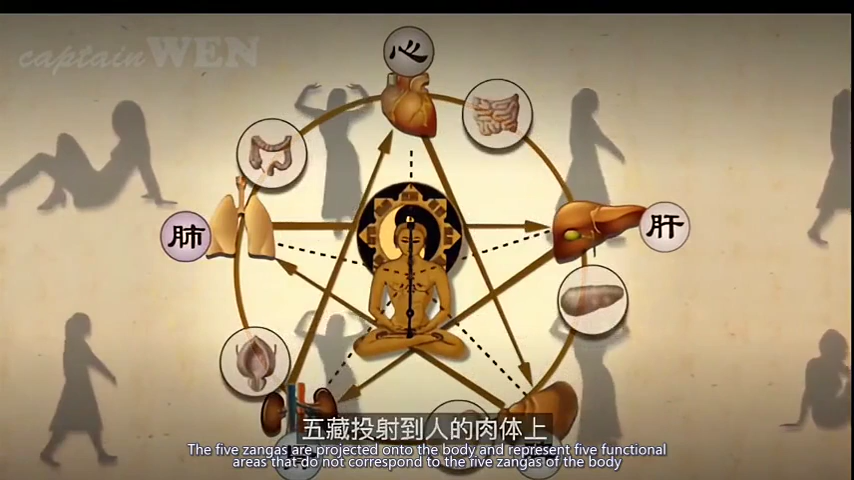 captainWEN
心
肺
肝
五藏投射到人的肉体上
The five zangas are projected onto the body and represent five functional
areas that do not correspond to the five zangas of the body